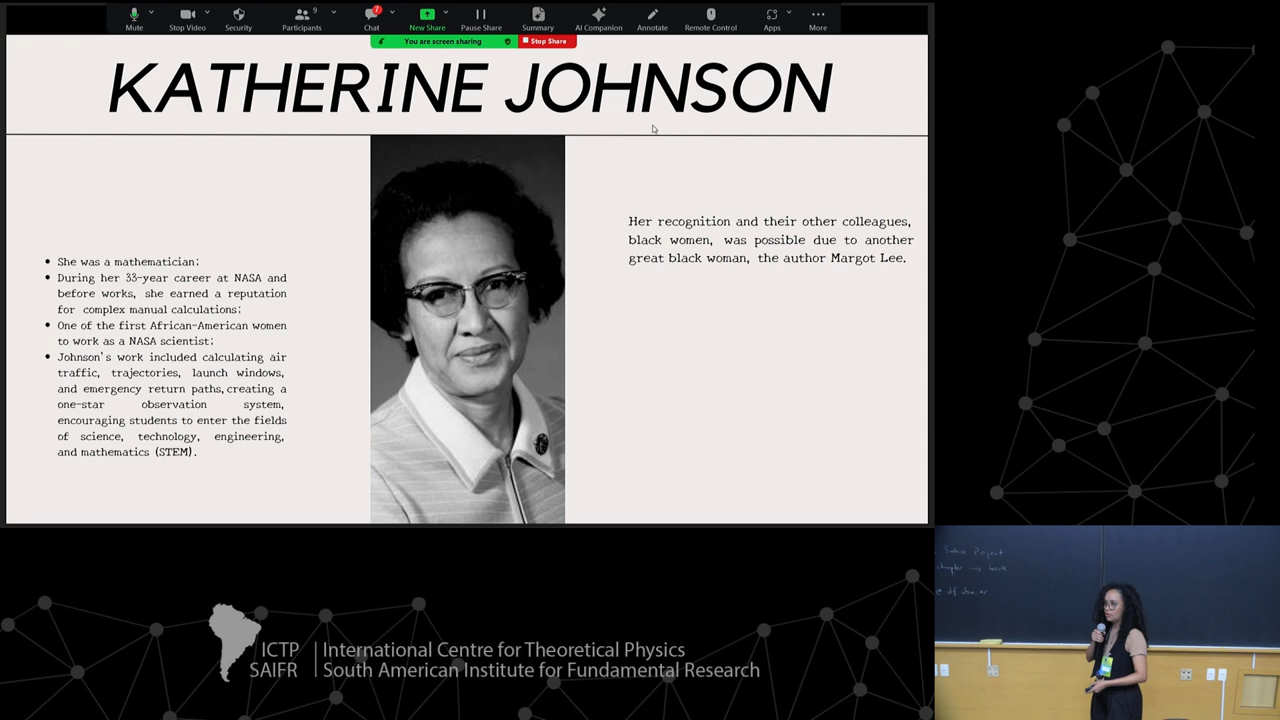 Mute
Stop Video
Security
Participants
9
Chat
7
New Share
Pause Share
Summary
AI Companion
Annotate
Remote Control
Apps
More
You are screen sharing
Stop Share
KATHERINE JOHNSON
• She was a mathematician;
• During her 33-year career at NASA and
before works, she earned a reputation
for complex manual calculations;
• One of the first African-American women
to work as a NASA scientist;
• Johnson's work included calculating air
traffic, trajectories, launch windows,
and emergency return paths, creating a
one-star observation system,
encouraging students to enter the fields
of science, technology, engineering,
and mathematics (STEM).
Her recognition and their other colleagues,
black women, was possible due to another
great black woman, the author Margot Lee.
Project
ICTP
SAIFR
International Centre for Theoretical Physics
South American Institute for Fundamental Research